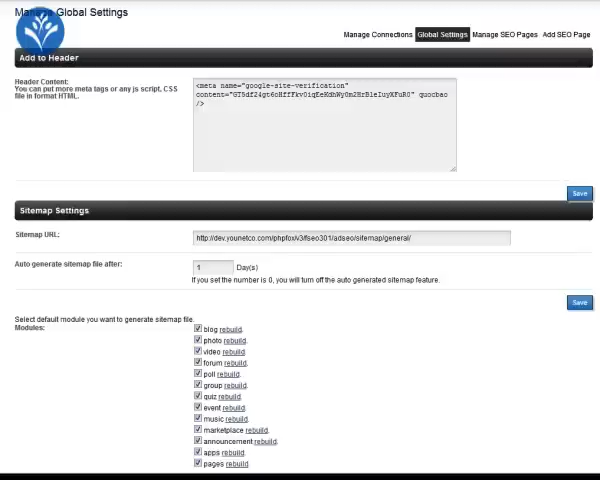 Manage Global Settings
Manage Connections Global Settings Manage SEO Pages Add SEO Page
Add to Header
Header Content:
You can put more meta tags or any js script, CSS
file in format HTML.
<meta name="google-site-verification"
quocbao
/>
Save
Sitemap Settings
Sitemap URL:
http://dev.younetco.com/phpfox/v3/fseo301/adseo/sitemap/general/
Auto generate sitemap file after:
1 Day(s)
If you set the number is 0, you will turn off the auto generated sitemap feature.
Save
Select default module you want to generate sitemap file.
Modules:
blog rebuild.
photo rebuild.
video rebuild.
forum rebuild.
poll rebuild.
group rebuild.
quiz rebuild.
event rebuild.
music rebuild.
marketplace rebuild.
announcement rebuild.
apps rebuild.
pages rebuild.